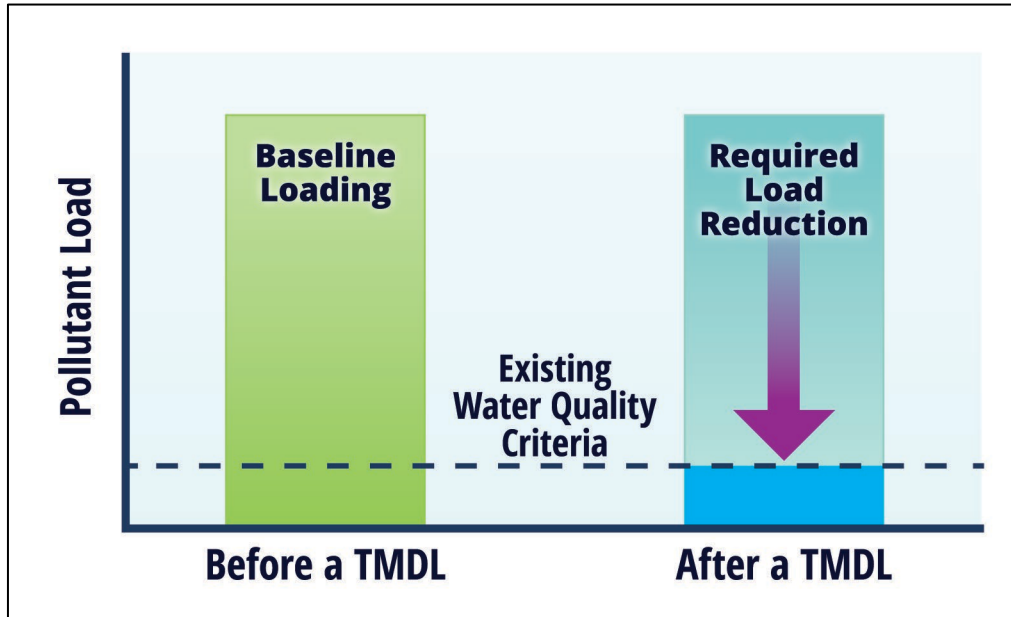 Pollutant Load
Baseline
Loading
Required
Load
Reduction
Existing
Water Quality
Criteria
Before a TMDL
After a TMDL